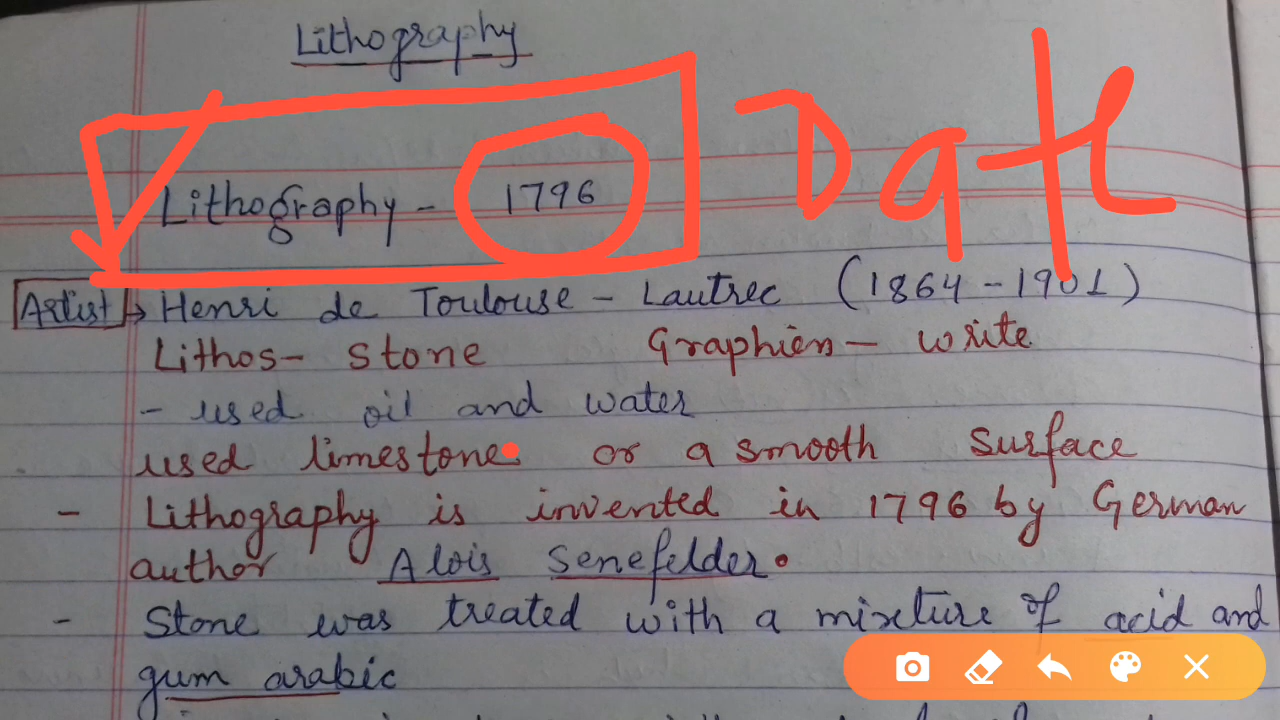 Lithography
Lithography - 1796
Date
Artist → Henri de Toulouse - Lautrec (1864 - 1901)
Lithos - stone Graphien - write
- used oil and water
used limestone or a smooth surface
- Lithography is invented in 1796 by German
author Alois Senefelder.
- Stone was treated with a mixture of acid and
gum arabic